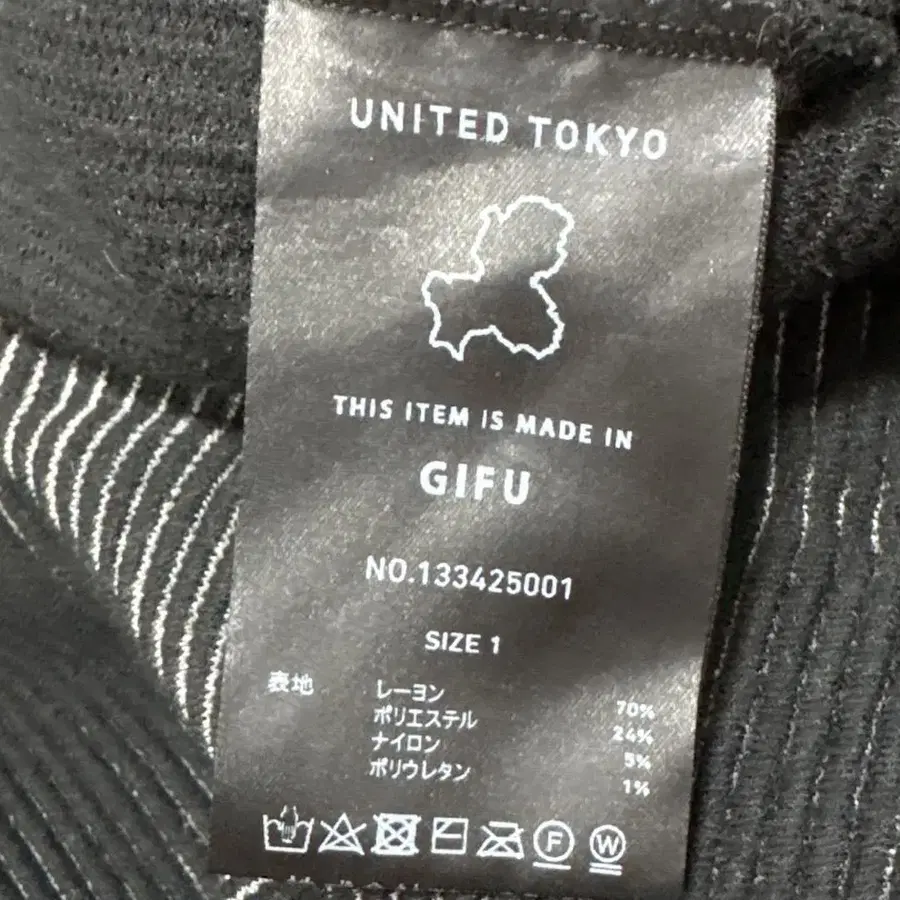 UNITED TOKYO
THIS ITEM IS MADE IN
GIFU
NO.133425001
SIZE 1
表地 レーヨン 70%
ポリエステル 24%
ナイロン 5%
ポリウレタン 1%
F W